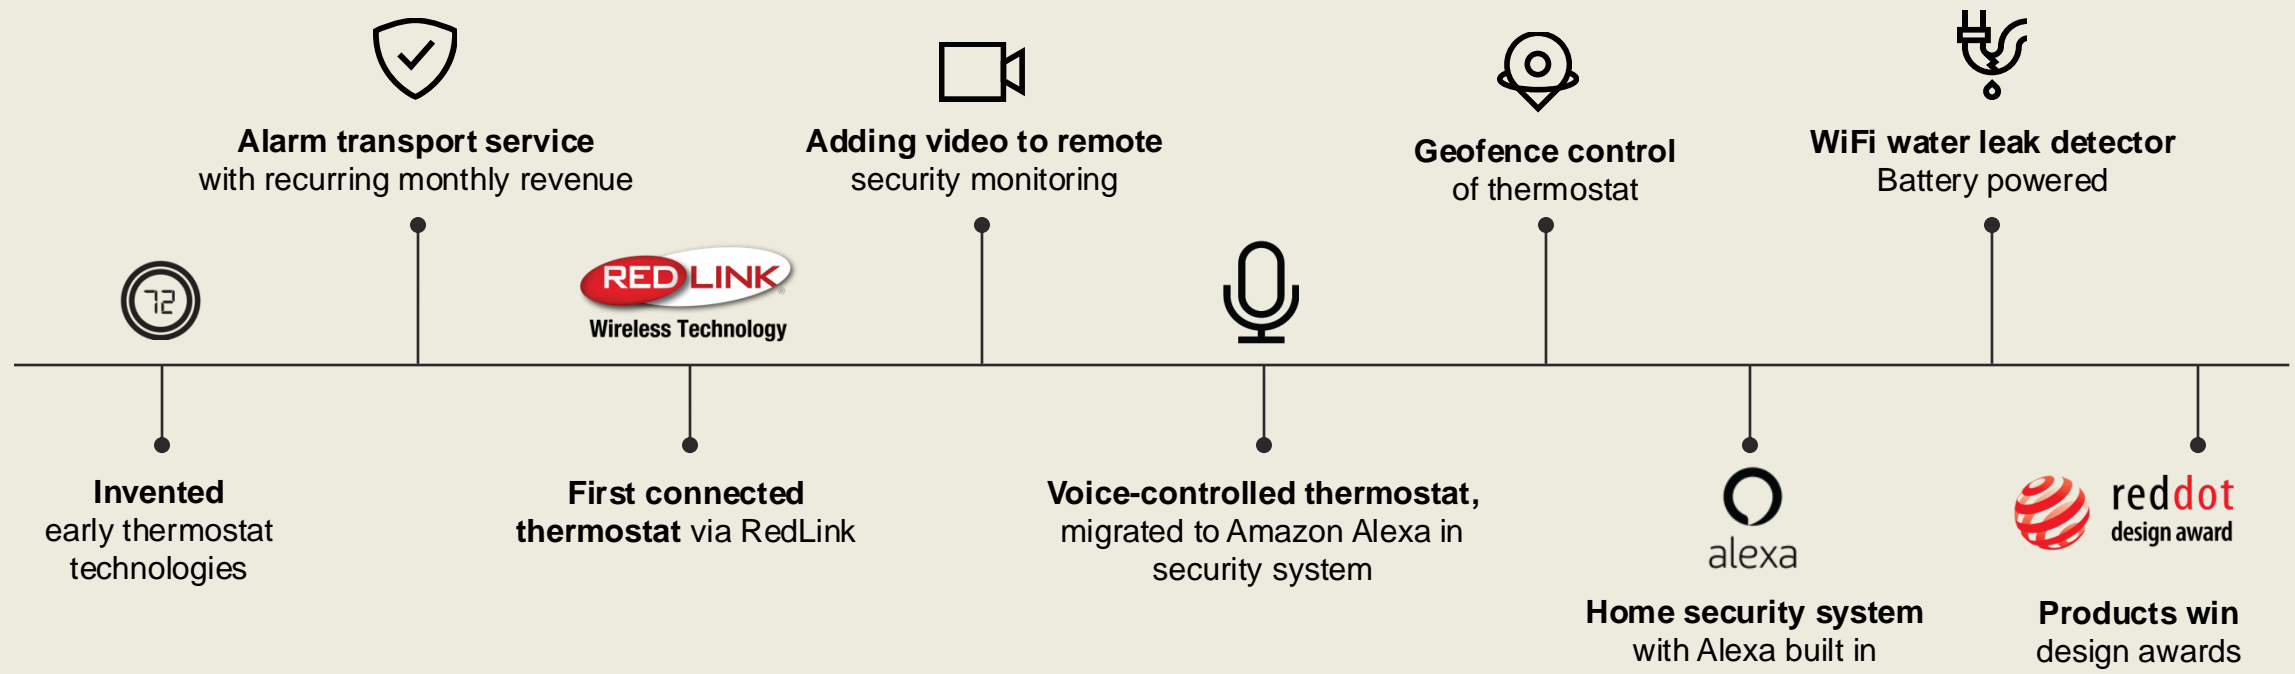 Alarm transport service
with recurring monthly revenue
Adding video to remote
security monitoring
Geofence control
of thermostat
WiFi water leak detector
Battery powered
72
RED LINK
Wireless Technology
Invented
early thermostat
technologies
First connected
thermostat via RedLink
Voice-controlled thermostat,
migrated to Amazon Alexa in
security system
alexa
Home security system
with Alexa built in
reddot
design award
Products win
design awards